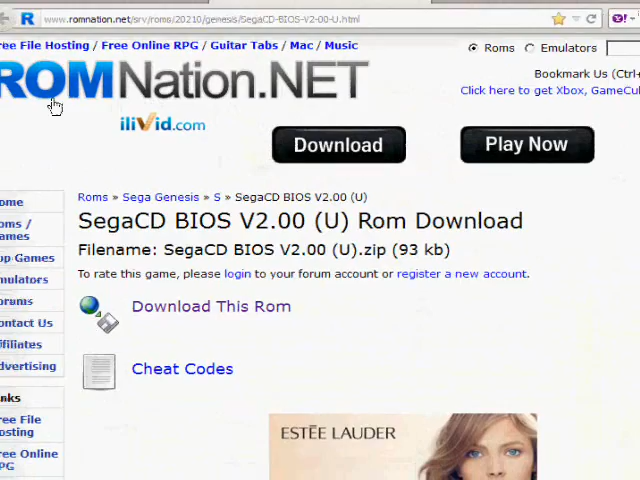 www.romnation.net/srv/roms/20210/genesis/SegaCD-BIOS-V2-00-U.html
ree File Hosting / Free Online RPG / Guitar Tabs / Mac / Music
Roms Emulators
ROMNation.NET
Bookmark Us (Ctrl+
Click here to get Xbox, GameCu
iliVid.com
Download
Play Now
ome
Roms » Sega Genesis » S » SegaCD BIOS V2.00 (U)
oms /
ames
SegaCD BIOS V2.00 (U) Rom Download
op Games
Filename: SegaCD BIOS V2.00 (U).zip (93 kb)
mulators
To rate this game, please login to your forum account or register a new account.
orums
Download This Rom
ontact Us
ffiliates
dvertising
Cheat Codes
nks
ree File
osting
ree Online
PG
ESTĒE LAUDER